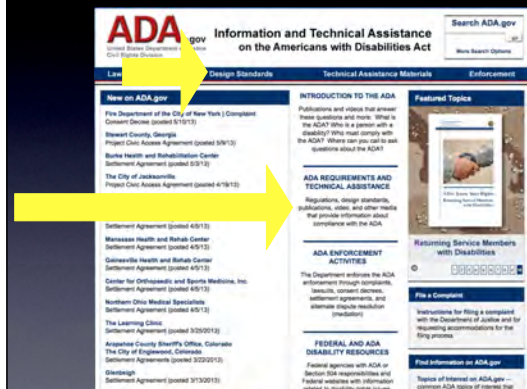 ADA.gov
United States Department of Justice
Civil Rights Division
Information and Technical Assistance
on the Americans with Disabilities Act
Search ADA.gov
More Search Options
Law
Design Standards
Technical Assistance Materials
Enforcement
New on ADA.gov
Fire Department of the City of New York | Complaint
Consent Decree (posted 5/10/13)
Stewart County, Georgia
Project Civic Access Agreement (posted 5/9/13)
Burke Health and Rehabilitation Center
Settlement Agreement (posted 5/3/13)
The City of Jacksonville
Project Civic Access Agreement (posted 4/19/13)
Settlement Agreement (posted 4/5/13)
Manassas Health and Rehab Center
Settlement Agreement (posted 4/5/13)
Gainesville Health and Rehab Center
Settlement Agreement (posted 4/5/13)
Center for Orthopaedic and Sports Medicine, Inc.
Settlement Agreement (posted 4/5/13)
Northern Ohio Medical Specialists
Settlement Agreement (posted 4/5/13)
The Learning Clinic
Settlement Agreement (posted 3/25/2013)
Arapahoe County Sheriff's Office, Colorado
The City of Englewood, Colorado
Settlement Agreements (posted 3/22/2013)
Glenbeigh
Settlement Agreement (posted 3/13/2013)
INTRODUCTION TO THE ADA
Publications and videos that answer
these questions and more: What is
the ADA? Who is a person with a
disability? Who must comply with
the ADA? Where can you call to ask
questions about the ADA?
ADA REQUIREMENTS AND
TECHNICAL ASSISTANCE
Regulations, design standards,
publications, video, and other media
that provide information about
compliance with the ADA
ADA ENFORCEMENT
ACTIVITIES
The Department enforces the ADA
through complaints,
lawsuits, consent decrees,
settlement agreements, and
alternate dispute resolution
(mediation)
FEDERAL AND ADA
DISABILITY RESOURCES
Federal agencies with ADA or
Section 504 responsibilities and
Federal websites with information
Featured Topics
Returning Service Members
with Disabilities
File a Complaint
Instructions for filing a complaint
with the Department of Justice and for
requesting accommodations for the
filing process
Find Information on ADA.gov
Topics of Interest on ADA.gov --
common ADA topics of interest that